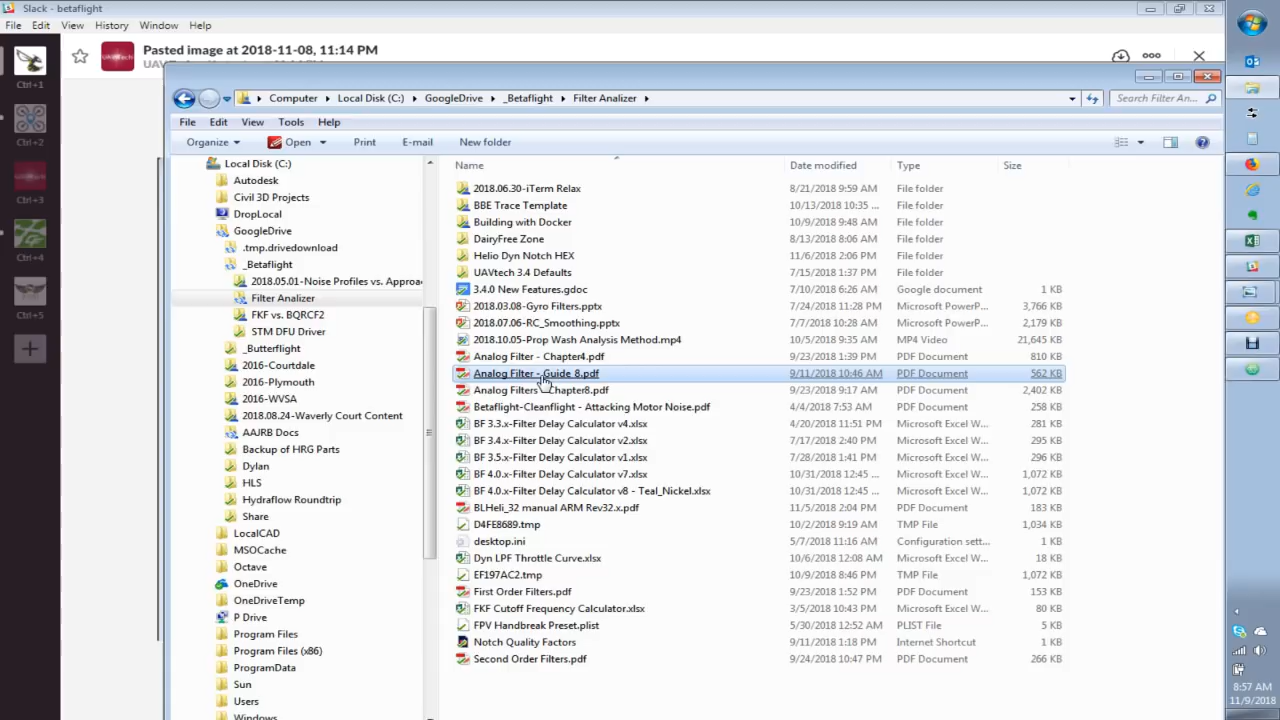 Slack - betaflight
File Edit View History Window Help
Pasted image at 2018-11-08, 11:14 PM
Computer Local Disk (C:) GoogleDrive _Betaflight Filter Analizer
Search Filter An...
File Edit View Tools Help
Organize Open Print E-mail New folder
Ctrl+1
Ctrl+2
Ctrl+3
Ctrl+4
Ctrl+5
Local Disk (C:)
Autodesk
Civil 3D Projects
DropLocal
GoogleDrive
.tmp.drivedownload
_Betaflight
2018.05.01-Noise Profiles vs. Approa
Filter Analizer
FKF vs. BQRCF2
STM DFU Driver
_Butterflight
2016-Courtdale
2016-Plymouth
2016-WVSA
2018.08.24-Waverly Court Content
AAJRB Docs
Backup of HRG Parts
Dylan
HLS
Hydraflow Roundtrip
Share
LocalCAD
MSOCache
Octave
OneDrive
OneDriveTemp
P Drive
Program Files
Program Files (x86)
ProgramData
Sun
Users
Windows
Name Date modified Type Size
2018.06.30-iTerm Relax 8/21/2018 9:59 AM File folder
BBE Trace Template 10/13/2018 10:35 ... File folder
Building with Docker 10/9/2018 9:48 AM File folder
DairyFree Zone 8/13/2018 8:06 AM File folder
Helio Dyn Notch HEX 11/6/2018 2:06 PM File folder
UAVtech 3.4 Defaults 7/15/2018 1:37 PM File folder
3.4.0 New Features.gdoc 7/10/2018 6:26 AM Google document 1 KB
2018.03.08-Gyro Filters.pptx 7/24/2018 11:28 PM Microsoft PowerP... 3,766 KB
2018.07.06-RC_Smoothing.pptx 7/7/2018 10:28 AM Microsoft PowerP... 2,179 KB
2018.10.05-Prop Wash Analysis Method.mp4 10/5/2018 9:35 AM MP4 Video 21,645 KB
Analog Filter - Chapter4.pdf 9/23/2018 1:39 PM PDF Document 810 KB
Analog Filter - Guide 8.pdf 9/11/2018 10:46 AM PDF Document 562 KB
Analog Filters - Chapter8.pdf 9/23/2018 9:17 AM PDF Document 2,402 KB
Betaflight-Cleanflight - Attacking Motor Noise.pdf 4/4/2018 7:53 AM PDF Document 258 KB
BF 3.3.x-Filter Delay Calculator v4.xlsx 4/20/2018 11:51 PM Microsoft Excel W... 281 KB
BF 3.4.x-Filter Delay Calculator v2.xlsx 7/17/2018 2:40 PM Microsoft Excel W... 295 KB
BF 3.5.x-Filter Delay Calculator v1.xlsx 7/28/2018 1:41 PM Microsoft Excel W... 296 KB
BF 4.0.x-Filter Delay Calculator v7.xlsx 10/31/2018 12:45 ... Microsoft Excel W... 1,072 KB
BF 4.0.x-Filter Delay Calculator v8 - Teal_Nickel.xlsx 10/31/2018 12:45 ... Microsoft Excel W... 1,072 KB
BLHeli_32 manual ARM Rev32.x.pdf 11/5/2018 2:04 PM PDF Document 183 KB
D4FE8689.tmp 10/2/2018 9:19 AM TMP File 1,034 KB
desktop.ini 5/7/2018 11:16 AM Configuration sett... 1 KB
Dyn LPF Throttle Curve.xlsx 10/6/2018 12:08 AM Microsoft Excel W... 18 KB
EF197AC2.tmp 10/9/2018 8:46 PM TMP File 1,072 KB
First Order Filters.pdf 9/23/2018 1:52 PM PDF Document 153 KB
FKF Cutoff Frequency Calculator.xlsx 3/5/2018 10:43 PM Microsoft Excel W... 80 KB
FPV Handbreak Preset.plist 6/30/2018 12:52 AM PLIST File 5 KB
Notch Quality Factors 9/11/2018 1:18 PM Internet Shortcut 1 KB
Second Order Filters.pdf 9/24/2018 10:47 PM PDF Document 266 KB
8:57 AM
11/9/2018